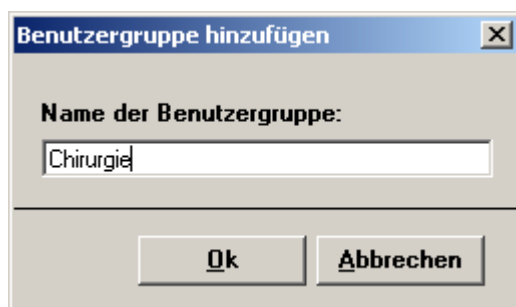 Benutzergruppe hinzufügen
Name der Benutzergruppe:
Chirurgie
Ok Abbrechen